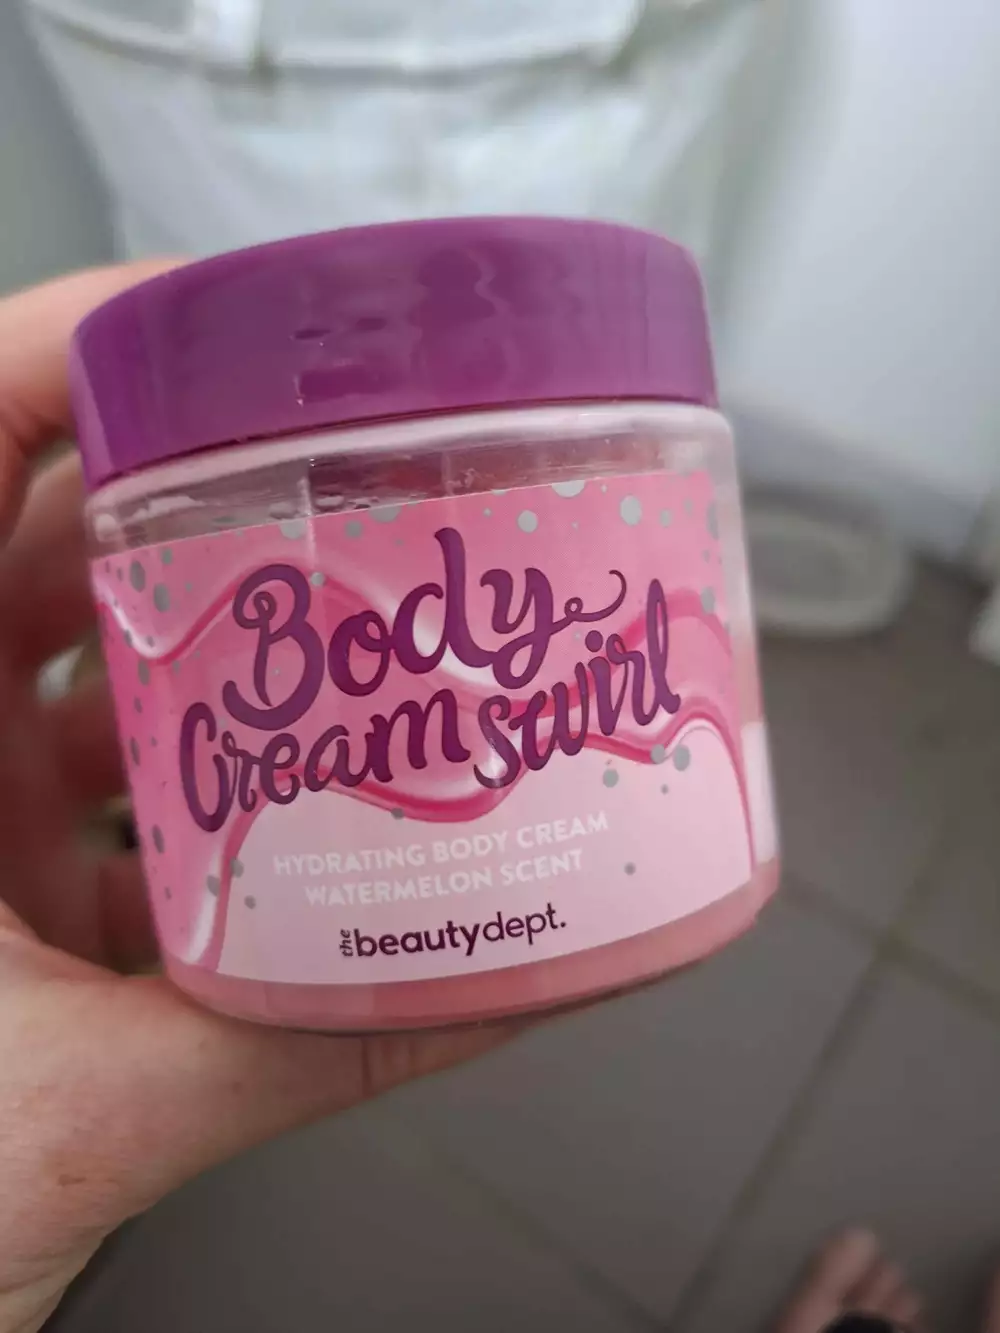 Body
Cream swirl
HYDRATING BODY CREAM
WATERMELON SCENT
the beautydept.